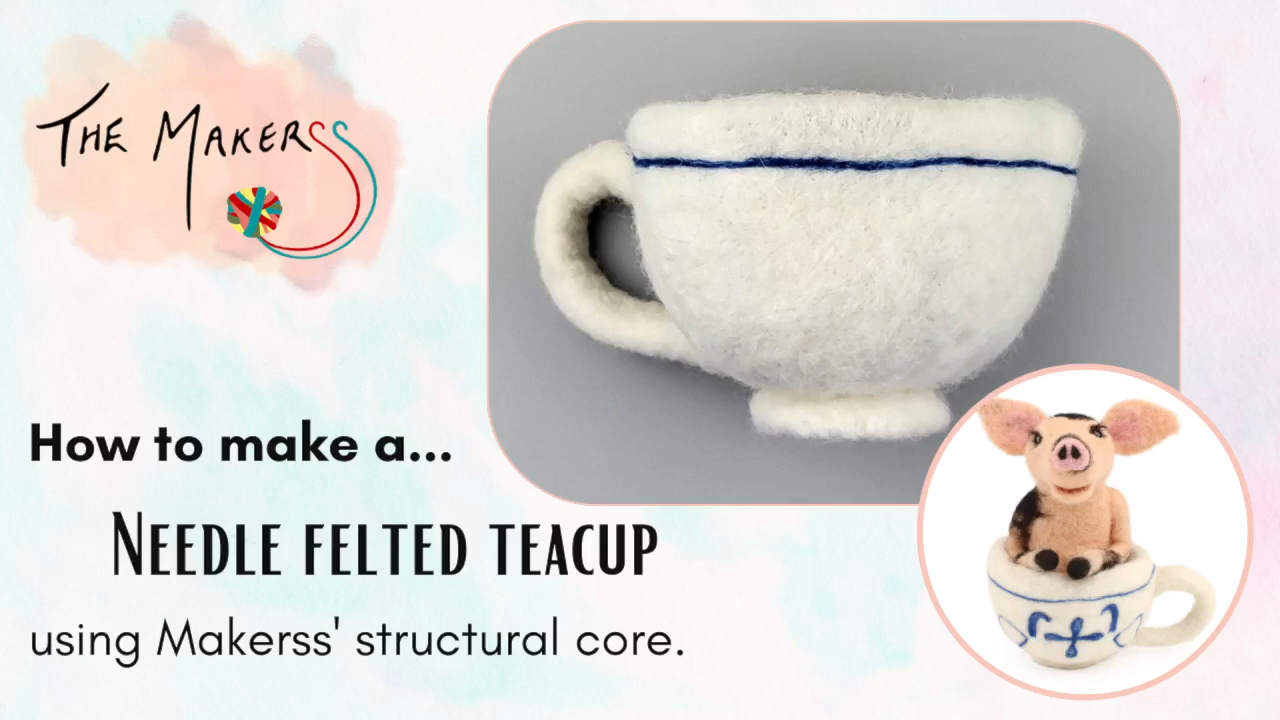 THE MAKERSS
How to make a...
NEEDLE FELTED TEACUP
using Makerss' structural core.